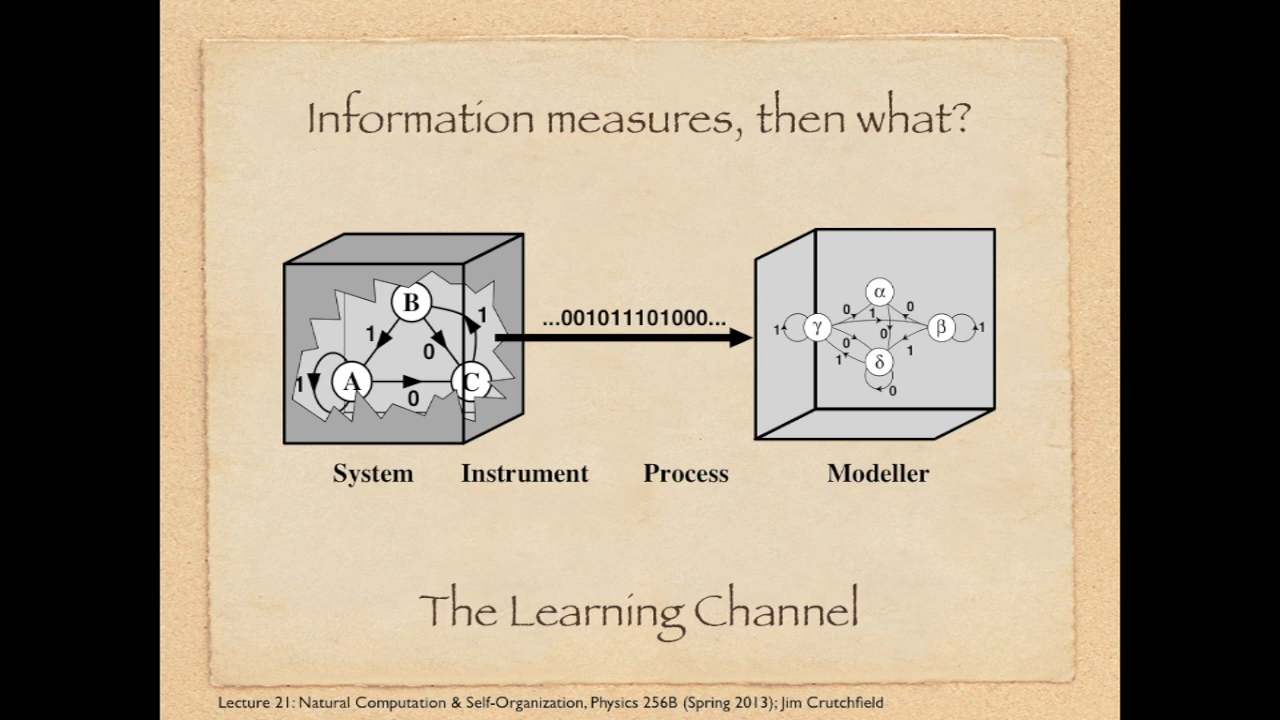 Information measures, then what?
...001011101000...
B
1
1
0
1
A
C
0
α
0
0
1
1
γ
0
β
1
0
1
1
δ
0
System Instrument Process Modeller
The Learning Channel
Lecture 21: Natural Computation & Self-Organization, Physics 256B (Spring 2013); Jim Crutchfield